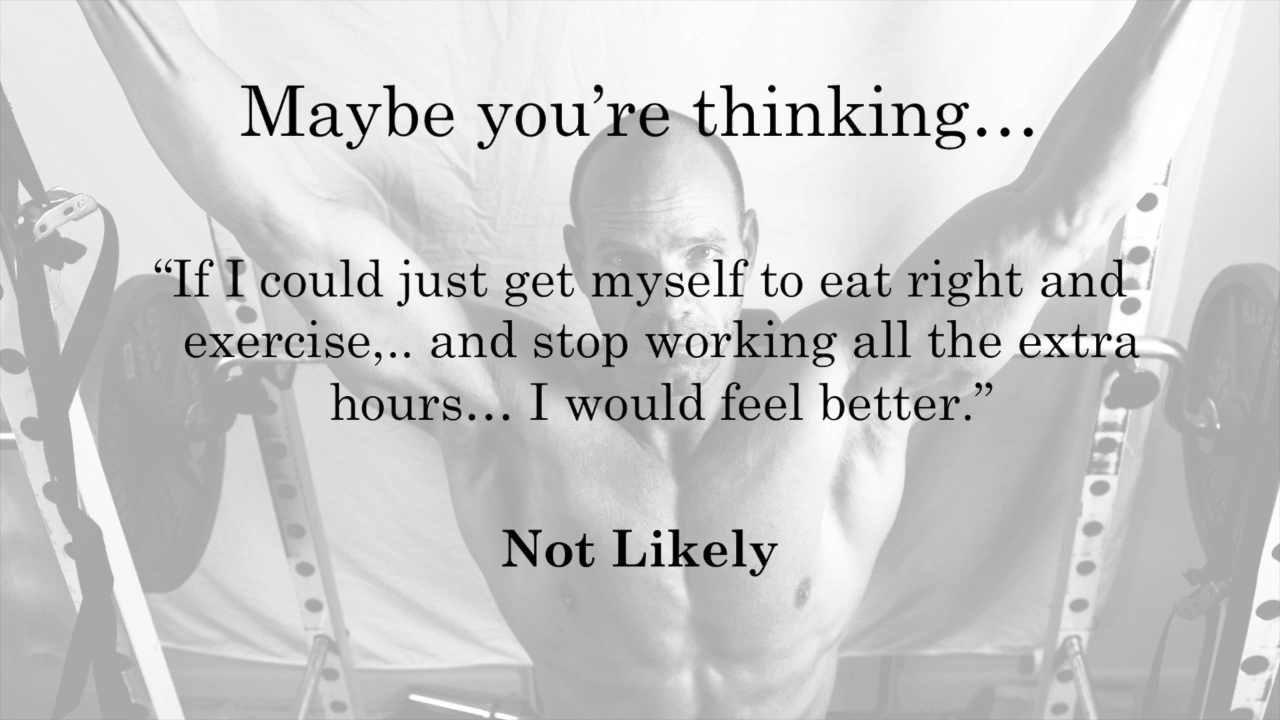 Maybe you’re thinking…
“If I could just get myself to eat right and
exercise,.. and stop working all the extra
hours… I would feel better.”
Not Likely